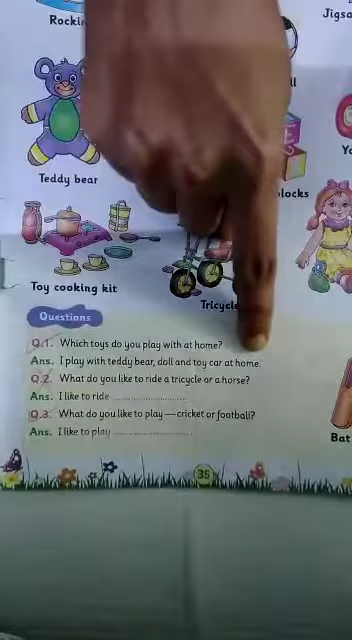 Rockin
Jigsa
ll
Teddy bear
locks
Yo
Toy cooking kit
Tricycl
Questions
Q.1. Which toys do you play with at home?
Ans. I play with teddy bear, doll and toy car at home.
Q.2. What do you like to ride a tricycle or a horse?
Ans. I like to ride ........................
Q.3. What do you like to play — cricket or football?
Ans. I like to play ........................
Bat
35